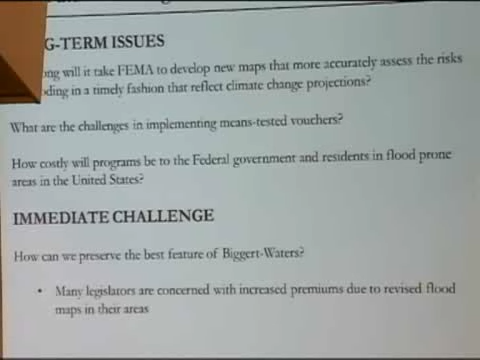 G-TERM ISSUES
ong will it take FEMA to develop new maps that more accurately assess the risks
ding in a timely fashion that reflect climate change projections?
What are the challenges in implementing means-tested vouchers?
How costly will programs be to the Federal government and residents in flood prone
areas in the United States?
IMMEDIATE CHALLENGE
How can we preserve the best feature of Biggert-Waters?
• Many legislators are concerned with increased premiums due to revised flood
maps in their areas